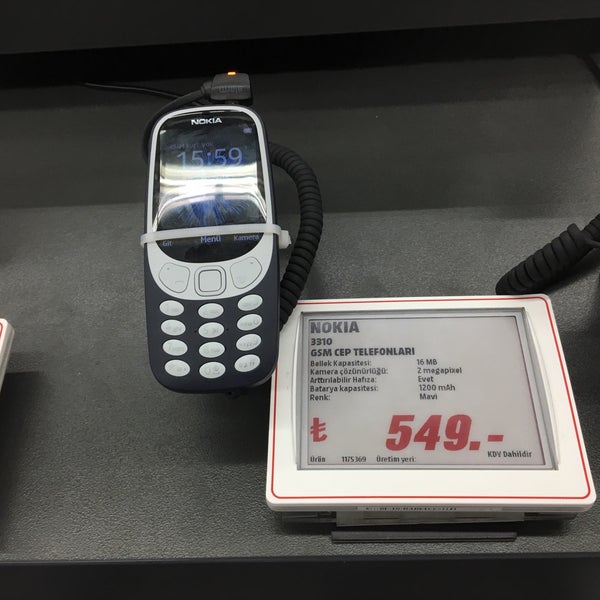 NOKIA
15:59
Git Menü Kamera
NOKIA
3310
GSM CEP TELEFONLARI
Bellek Kapasitesi: 16 MB
Kamera çözünürlüğü: 2 megapixel
Arttırılabilir Hafıza: Evet
Batarya kapasitesi: 1200 mAh
Renk: Mavi
₺ 549.-
KDV Dahildir
Ürün 1175369 Üretim yeri: